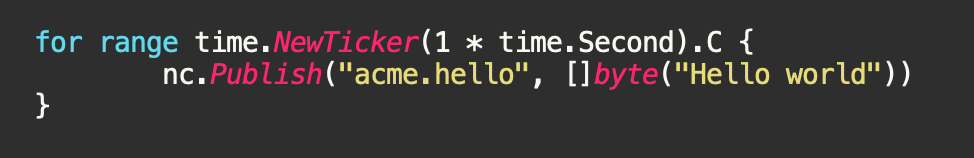 for range time.NewTicker(1 * time.Second).C {
        nc.Publish("acme.hello", []byte("Hello world"))
}